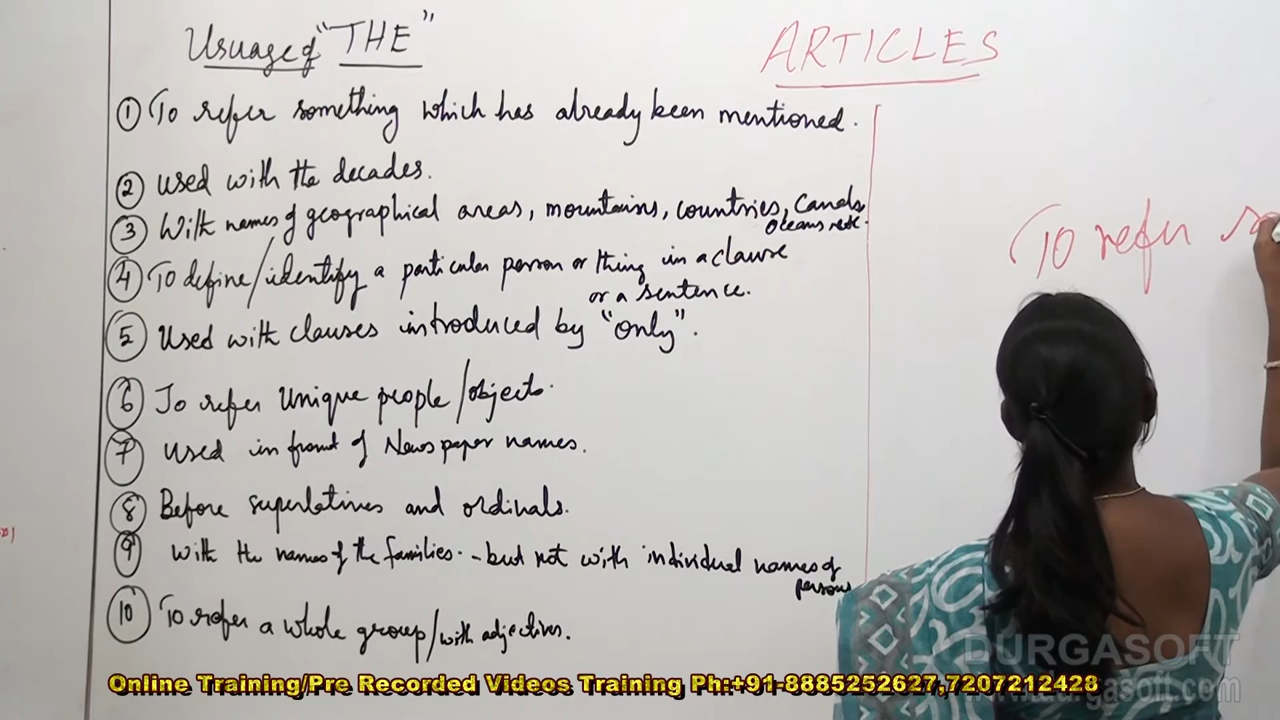 Usuage of "THE"
ARTICLES
① To refer something which has already been mentioned.
② Used with the decades.
③ With names of geographical areas, mountains, countries, canals,
oceans
④ To define/identify a particular person or thing in a clause
or a sentence.
⑤ Used with clauses introduced by "only".
⑥ To refer Unique people/objects.
⑦ Used in front of News paper names.
⑧ Before superlatives and ordinals.
⑨ With the names of the families. - but not with individual names of
persons
⑩ To refer a whole group/with adjectives.
To refer so
DURGASOFT
Online Training/Pre Recorded Videos Training Ph:+91-8885252627,7207212428
durgasoft.com